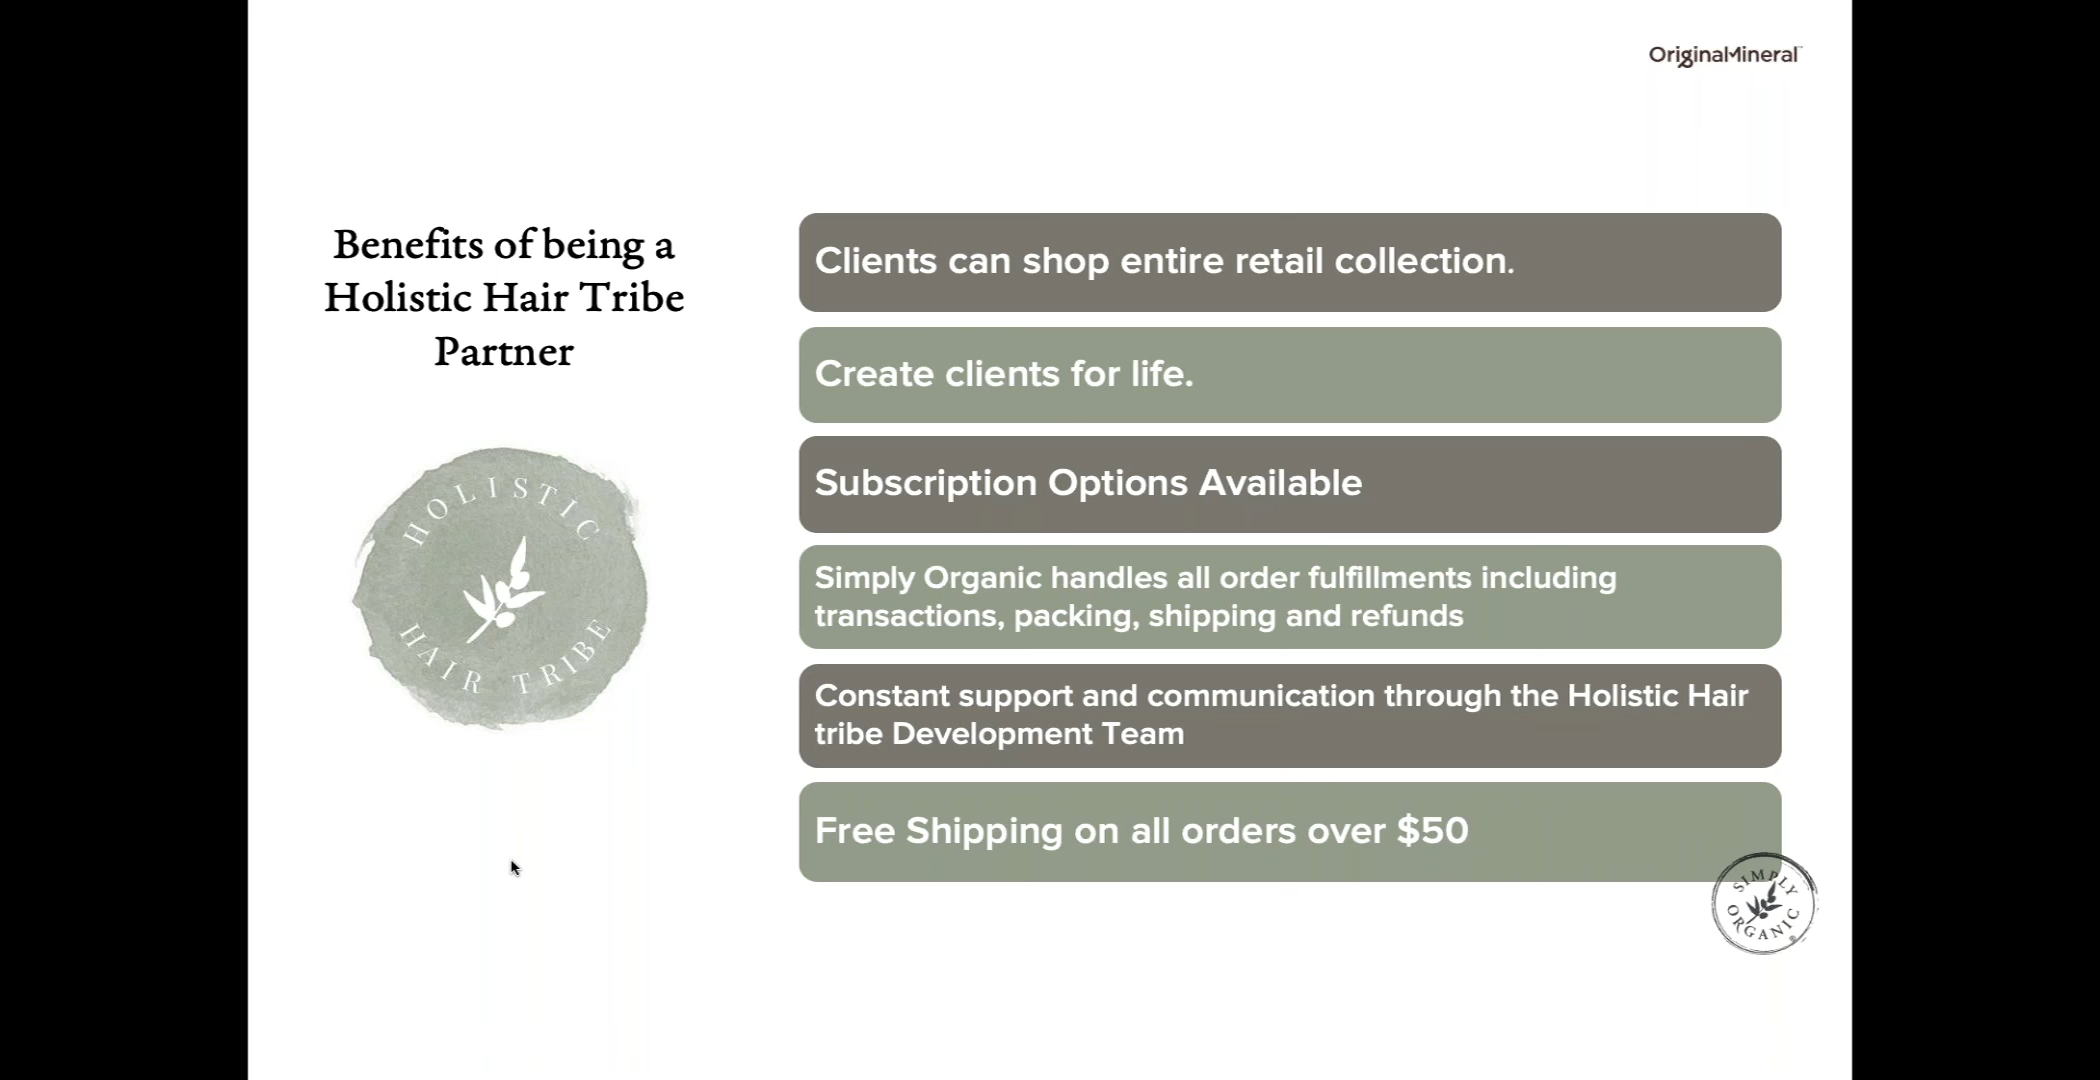 OriginalMineral
Benefits of being a
Holistic Hair Tribe
Partner
HOLISTIC
HAIR TRIBE
Clients can shop entire retail collection.
Create clients for life.
Subscription Options Available
Simply Organic handles all order fulfillments including
transactions, packing, shipping and refunds
Constant support and communication through the Holistic Hair
tribe Development Team
Free Shipping on all orders over $50
SIMPLY
ORGANIC